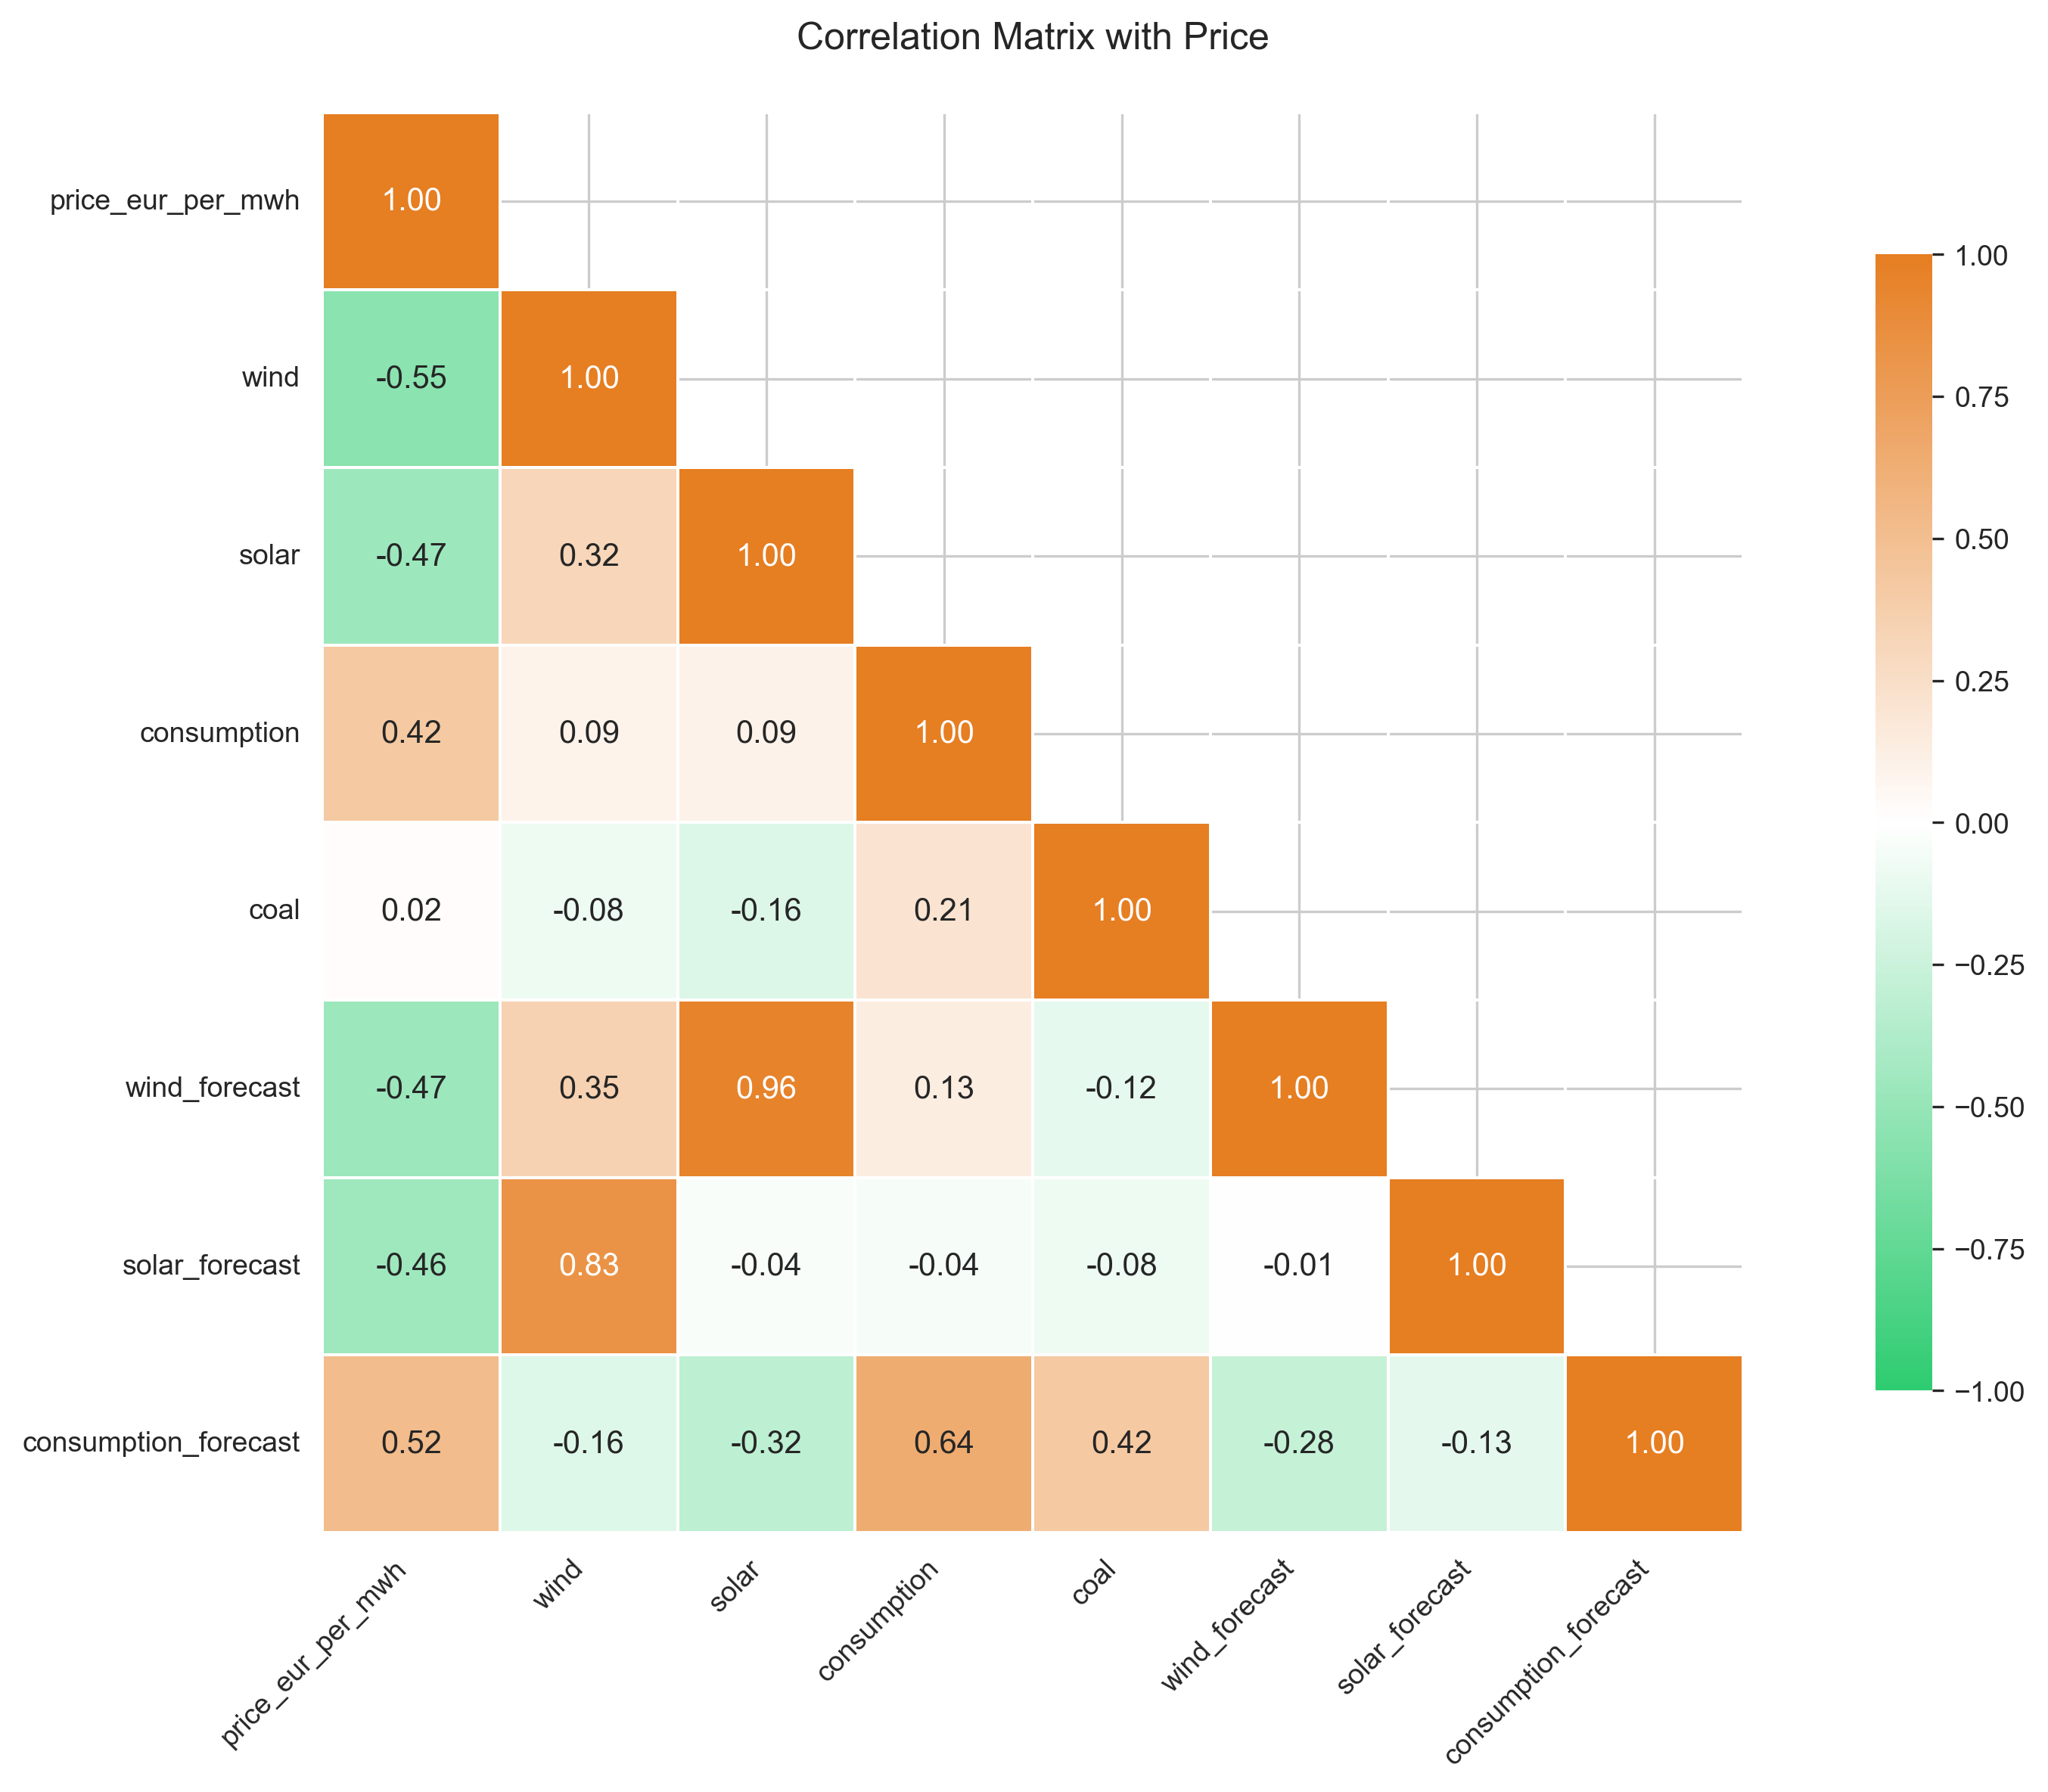 Correlation Matrix with Price
price_eur_per_mwh 1.00
wind -0.55 1.00
solar -0.47 0.32 1.00
consumption 0.42 0.09 0.09 1.00
coal 0.02 -0.08 -0.16 0.21 1.00
wind_forecast -0.47 0.35 0.96 0.13 -0.12 1.00
solar_forecast -0.46 0.83 -0.04 -0.04 -0.08 -0.01 1.00
consumption_forecast 0.52 -0.16 -0.32 0.64 0.42 -0.28 -0.13 1.00
price_eur_per_mwh wind solar consumption coal wind_forecast solar_forecast consumption_forecast
1.00
0.75
0.50
0.25
0.00
−0.25
−0.50
−0.75
−1.00